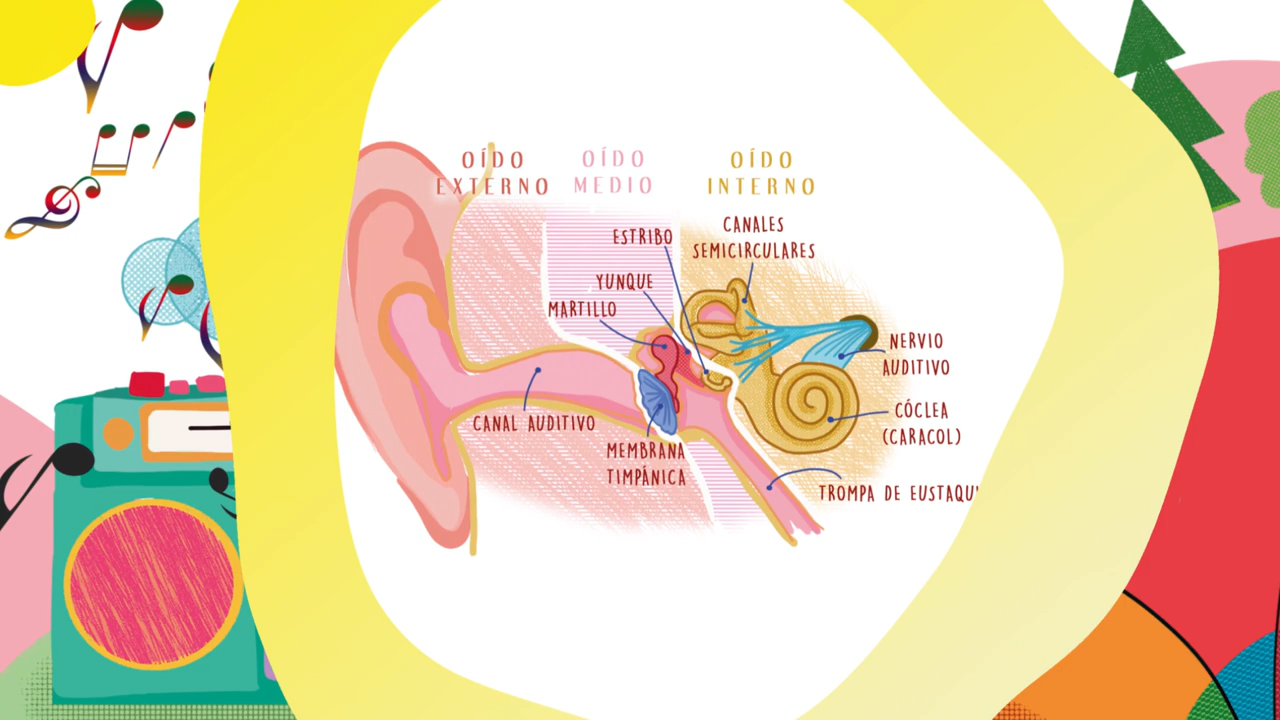 OÍDO
EXTERNO
OÍDO
MEDIO
OÍDO
INTERNO
CANALES
SEMICIRCULARES
ESTRIBO
YUNQUE
MARTILLO
NERVIO
AUDITIVO
CÓCLEA
(CARACOL)
CANAL AUDITIVO
MEMBRANA
TIMPÁNICA
TROMPA DE